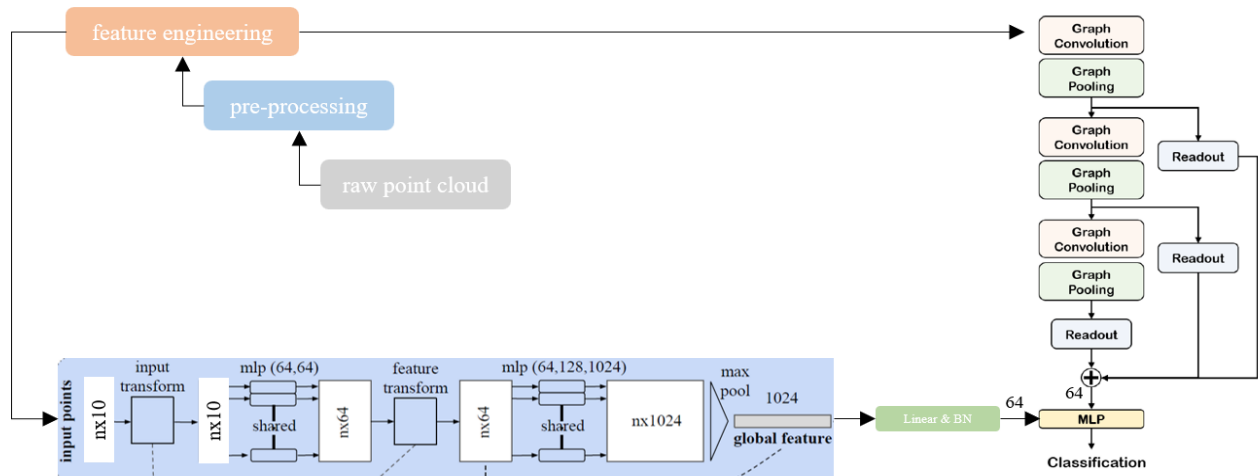 feature engineering
pre-processing
raw point cloud
Graph
Convolution
Graph
Pooling
Graph
Convolution
Readout
Graph
Pooling
Graph
Convolution
Readout
Graph
Pooling
Readout
64
64
MLP
Classification
input points
nx10
input
transform
nx10
mlp (64,64)
shared
nx64
feature
transform
nx64
mlp (64,128,1024)
shared
nx1024
max
pool
1024
global feature
Linear & BN